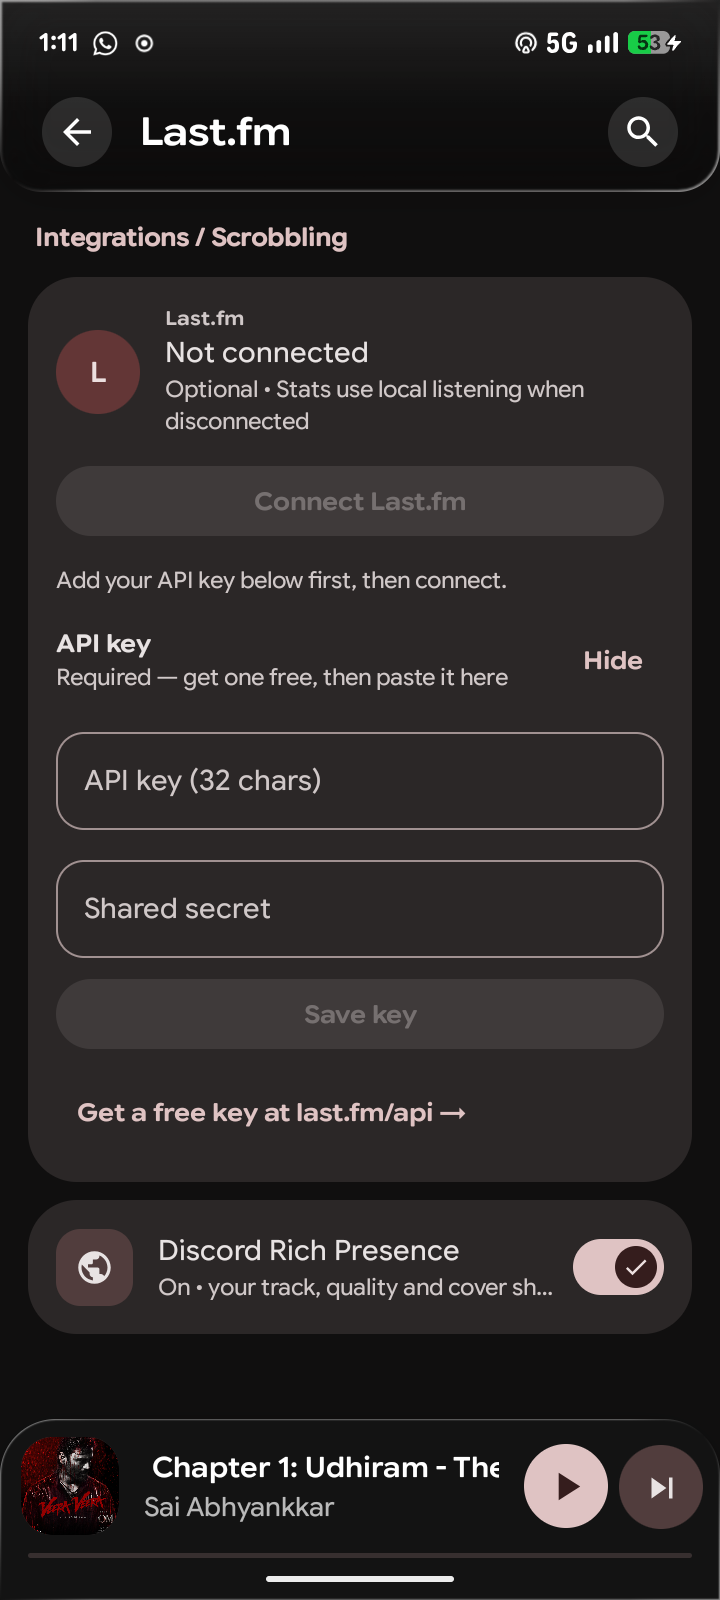 1:11
5G
53
Last.fm
Integrations / Scrobbling
Last.fm
L
Not connected
Optional • Stats use local listening when
disconnected
Connect Last.fm
Add your API key below first, then connect.
API key
Required — get one free, then paste it here
Hide
API key (32 chars)
Shared secret
Save key
Get a free key at last.fm/api →
Discord Rich Presence
On • your track, quality and cover sh...
Chapter 1: Udhiram - The
Sai Abhyankkar